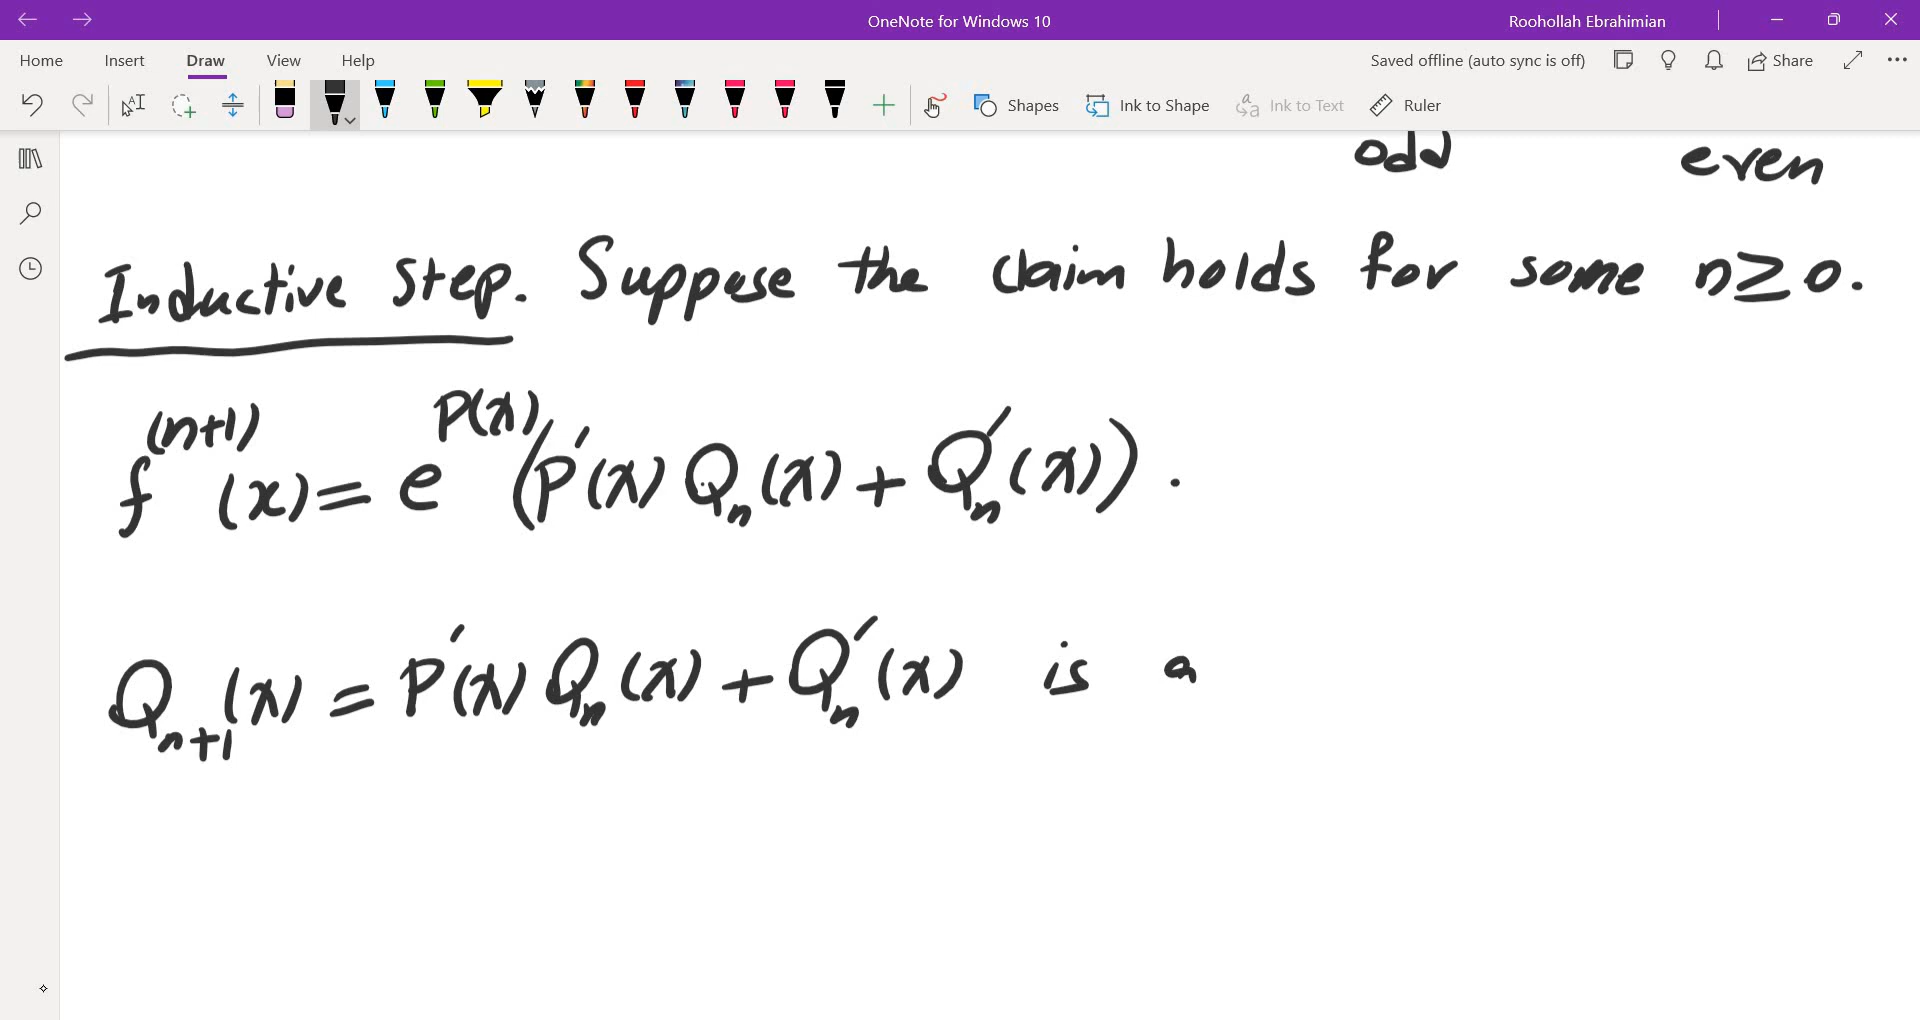 OneNote for Windows 10
Roohollah Ebrahimian
Home Insert Draw View Help
Saved offline (auto sync is off) Share
Shapes Ink to Shape Ink to Text Ruler
odd even
Inductive step. Suppose the claim holds for some n≥0.
f^(n+1)(x) = e^P(x) (P'(x) Q_n(x) + Q'_n(x)).
Q_n+1(x) = P'(x) Q_n(x) + Q'_n(x) is a